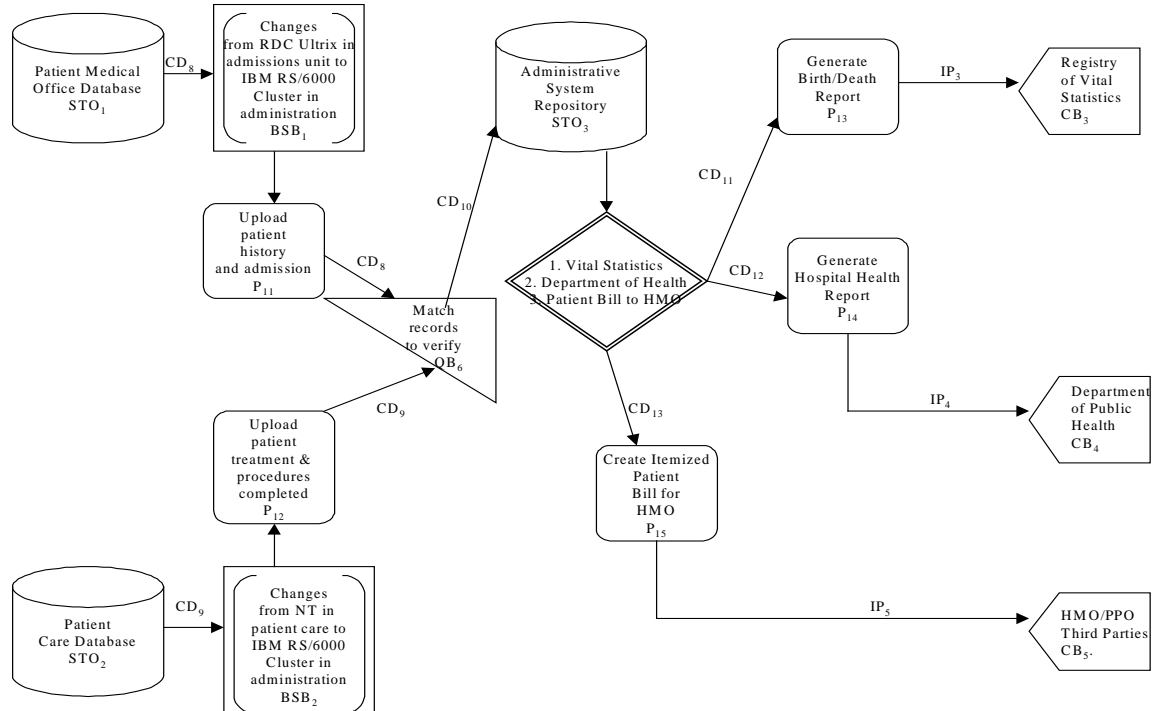 Patient Medical
Office Database
STO1
CD8
Changes
from RDC Ultrix in
admissions unit to
IBM RS/6000
Cluster in
administration
BSB1
Upload
patient
history
and admission
P11
CD8
Match
records
to verify
OB6
CD10
Administrative
System
Repository
STO3
1. Vital Statistics
2. Department of Health
3. Patient Bill to HMO
CD11
Generate
Birth/Death
Report
P13
IP3
Registry
of Vital
Statistics
CB3
CD12
Generate
Hospital Health
Report
P14
IP4
Department
of Public
Health
CB4
CD13
Create Itemized
Patient
Bill for
HMO
P15
IP5
HMO/PPO
Third Parties
CB5.
CD9
Upload
patient
treatment &
procedures
completed
P12
Patient
Care Database
STO2
CD9
Changes
from NT in
patient care to
IBM RS/6000
Cluster in
administration
BSB2